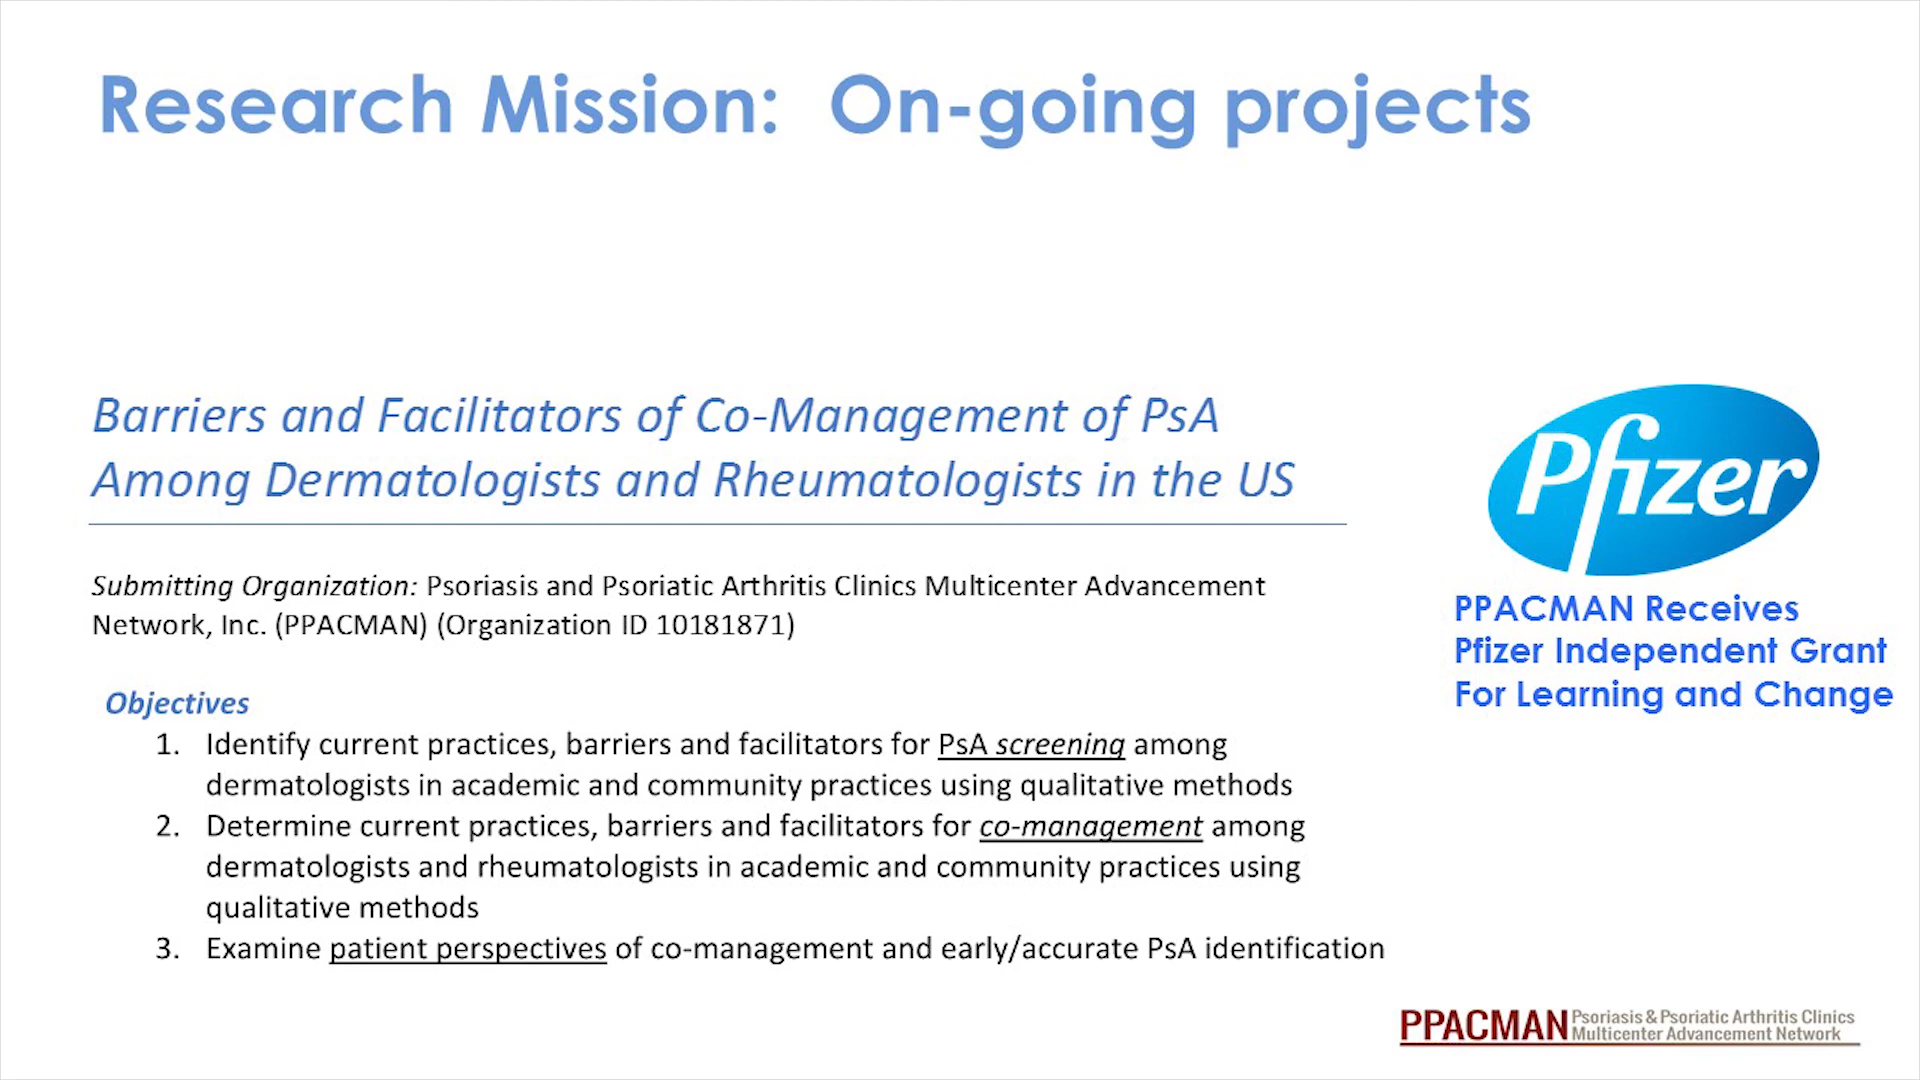 Research Mission: On-going projects
Barriers and Facilitators of Co-Management of PsA
Among Dermatologists and Rheumatologists in the US
Submitting Organization: Psoriasis and Psoriatic Arthritis Clinics Multicenter Advancement
Network, Inc. (PPACMAN) (Organization ID 10181871)
Objectives
1. Identify current practices, barriers and facilitators for PsA screening among
dermatologists in academic and community practices using qualitative methods
2. Determine current practices, barriers and facilitators for co-management among
dermatologists and rheumatologists in academic and community practices using
qualitative methods
3. Examine patient perspectives of co-management and early/accurate PsA identification
Pfizer
PPACMAN Receives
Pfizer Independent Grant
For Learning and Change
PPACMAN Psoriasis & Psoriatic Arthritis Clinics
Multicenter Advancement Network